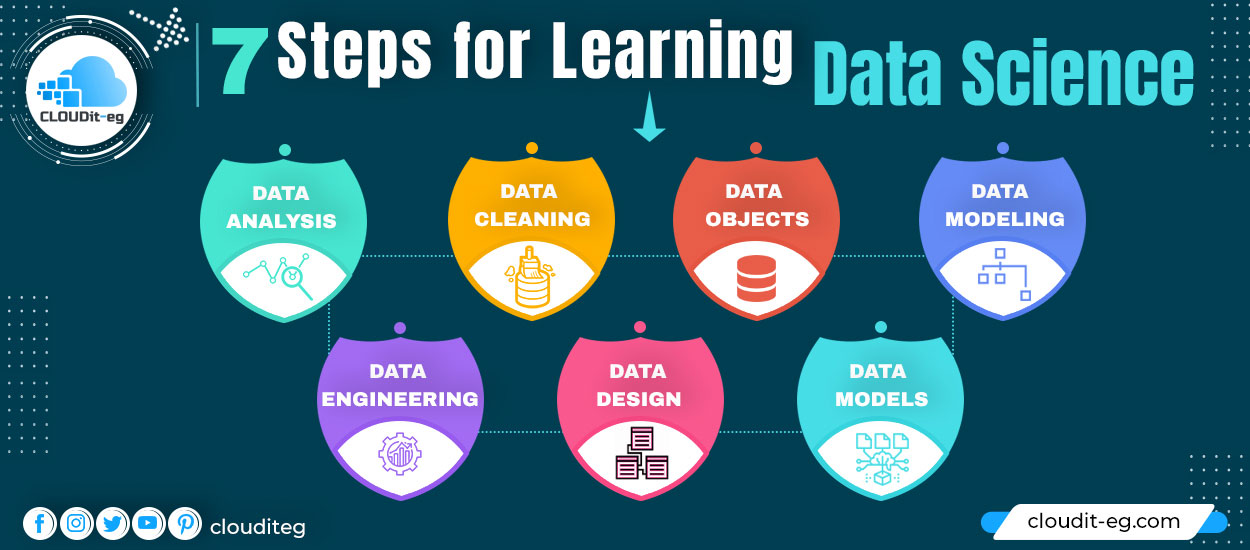 CLOUDit-eg
7 Steps for Learning Data Science
DATA
ANALYSIS
DATA
CLEANING
DATA
OBJECTS
DATA
MODELING
DATA
ENGINEERING
DATA
DESIGN
DATA
MODELS
clouditeg
cloudit-eg.com